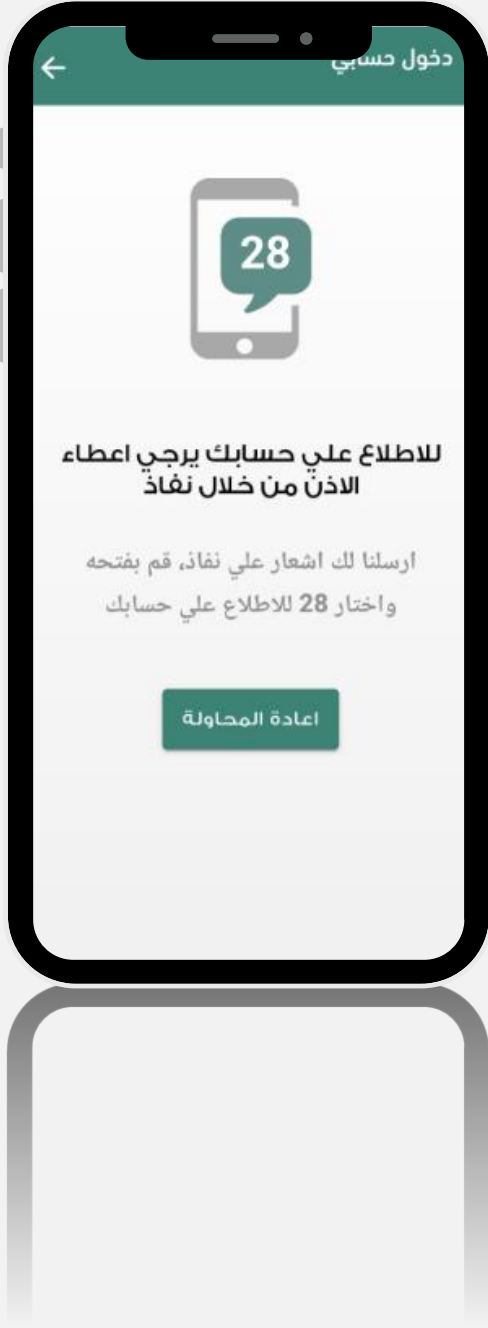 دخول حسابي
28
للاطلاع علي حسابك يرجي اعطاء
الاذن من خلال نفاذ
ارسلنا لك اشعار علي نفاذ، قم بفتحه
واختار 28 للاطلاع علي حسابك
اعادة المحاولة